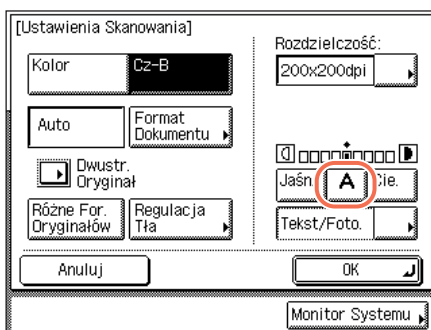 [Ustawienia Skanowania]
Rozdzielczość:
Kolor
Cz-B
200x200dpi
Auto
Format
Dokumentu
Dwustr.
Oryginał
Jaśn.
A
Cie.
Różne For.
Oryginałów
Regulacja
Tła
Tekst/Foto.
Anuluj
OK
Monitor Systemu